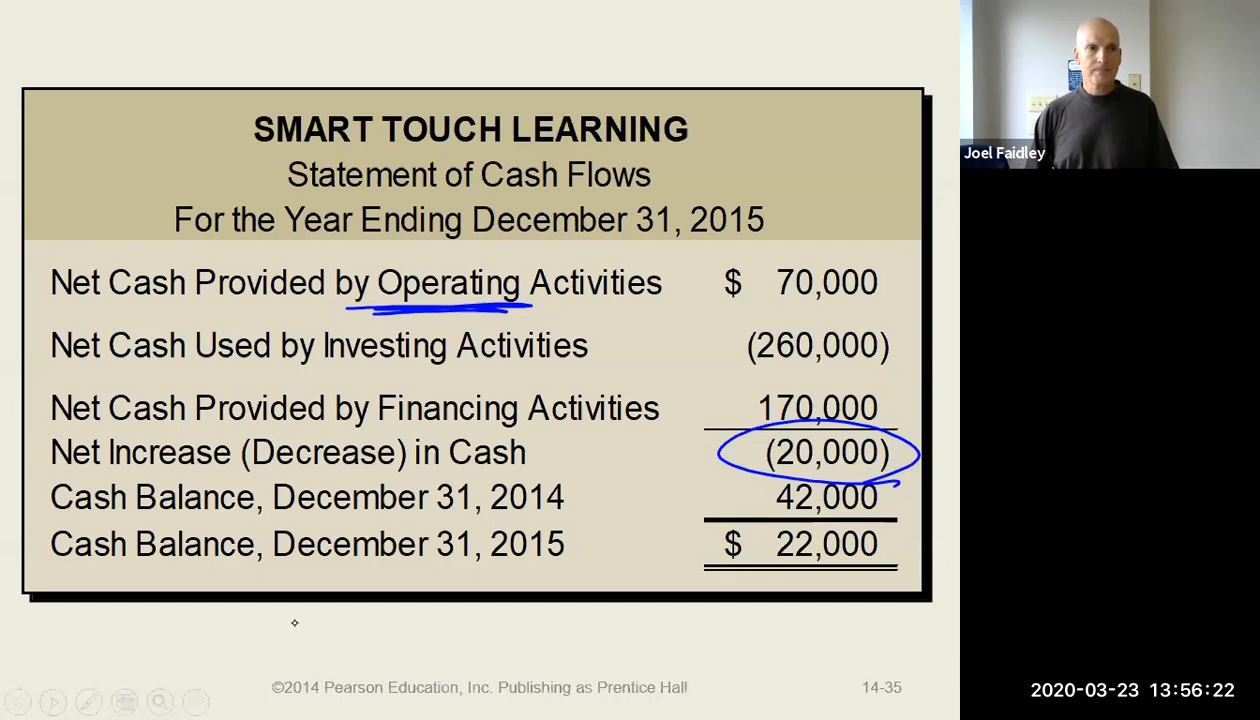 SMART TOUCH LEARNING
Statement of Cash Flows
For the Year Ending December 31, 2015
Net Cash Provided by Operating Activities $ 70,000
Net Cash Used by Investing Activities (260,000)
Net Cash Provided by Financing Activities 170,000
Net Increase (Decrease) in Cash (20,000)
Cash Balance, December 31, 2014 42,000
Cash Balance, December 31, 2015 $ 22,000
©2014 Pearson Education, Inc. Publishing as Prentice Hall 14-35
Joel Faidley
2020-03-23 13:56:22